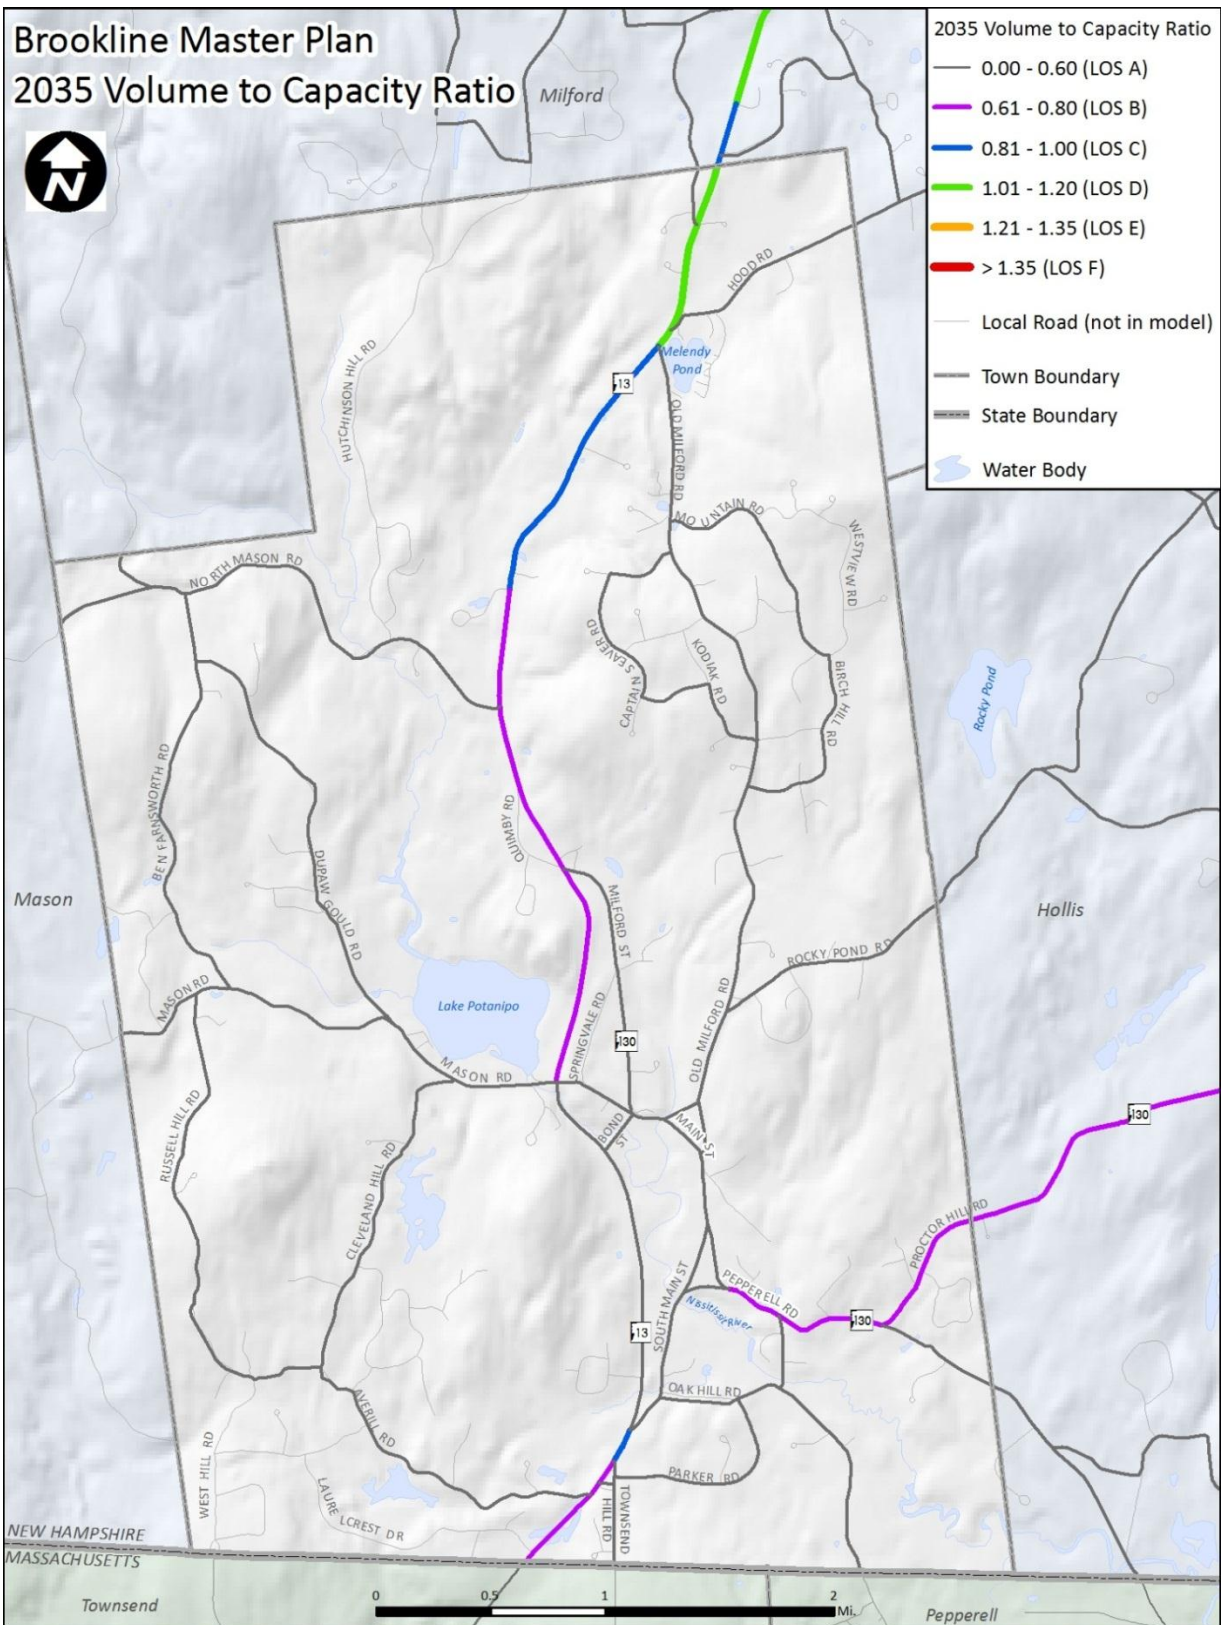 Brookline Master Plan
2035 Volume to Capacity Ratio
N
2035 Volume to Capacity Ratio
0.00 - 0.60 (LOS A)
0.61 - 0.80 (LOS B)
0.81 - 1.00 (LOS C)
1.01 - 1.20 (LOS D)
1.21 - 1.35 (LOS E)
> 1.35 (LOS F)
Local Road (not in model)
Town Boundary
State Boundary
Water Body
Milford
HOOD RD
Melendy
Pond
13
HUTCHINSON HILL RD
OLD MILFORD RD
MOUNTAIN RD
WESTVIEW RD
NORTH MASON RD
CAPTAIN SEAVER RD
KODIAK RD
BIRCH HILL RD
Rocky Pond
BEN FARNSWORTH RD
QUIMBY RD
DUPAW GOULD RD
MILFORD ST
Mason
Hollis
ROCKY POND RD
MASON RD
Lake Potanipo
SPRINGVALE RD
130
OLD MILFORD RD
MASON RD
RUSSELL HILL RD
BOND ST
MAIN ST
130
CLEVELAND HILL RD
PROCTOR HILL RD
SOUTH MAIN ST
PEPPERELL RD
Nissitissit River
13
130
OAK HILL RD
AVERILL RD
PARKER RD
WEST HILL RD
LAURELCREST DR
TOWNSEND
HILL RD
NEW HAMPSHIRE
MASSACHUSETTS
Townsend
0 0.5 1 2
Mi.
Pepperell